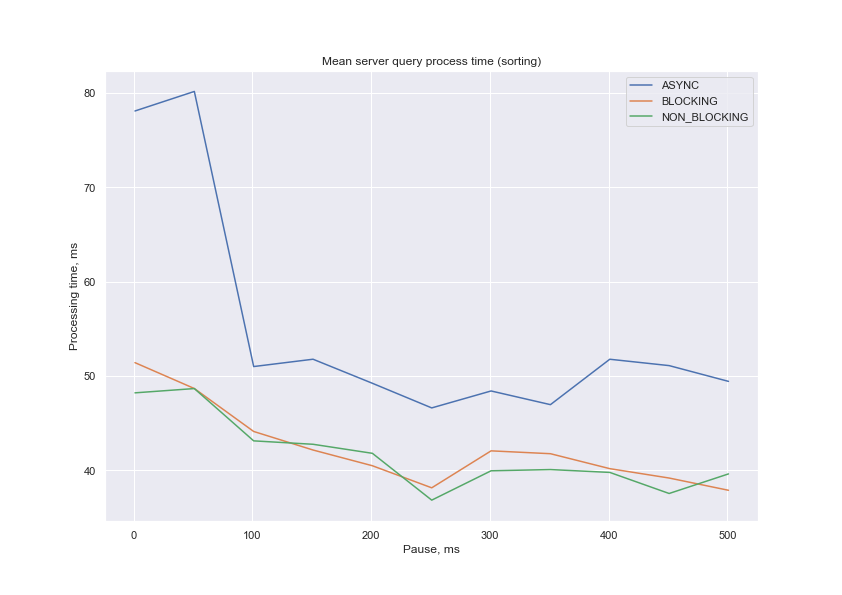 Mean server query process time (sorting)
ASYNC
BLOCKING
NON_BLOCKING
Processing time, ms
80
70
60
50
40
0 100 200 300 400 500
Pause, ms